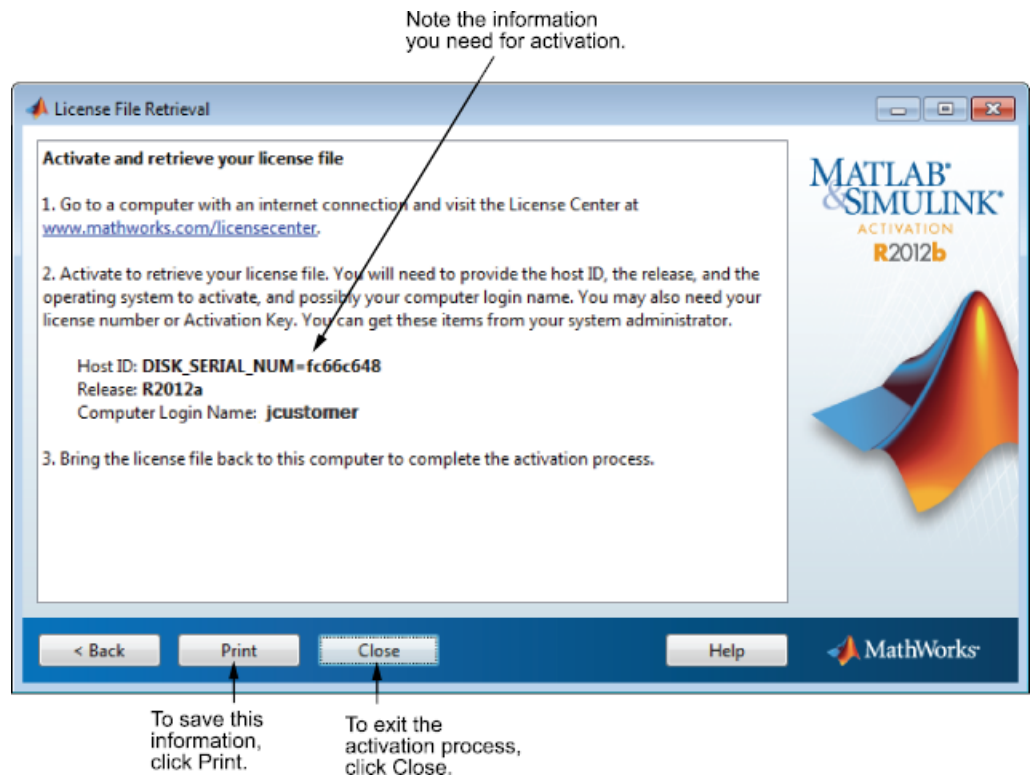 Note the information
you need for activation.
License File Retrieval
Activate and retrieve your license file
1. Go to a computer with an internet connection and visit the License Center at
www.mathworks.com/licensecenter.
2. Activate to retrieve your license file. You will need to provide the host ID, the release, and the
operating system to activate, and possibly your computer login name. You may also need your
license number or Activation Key. You can get these items from your system administrator.
Host ID: DISK_SERIAL_NUM=fc66c648
Release: R2012a
Computer Login Name: jcustomer
3. Bring the license file back to this computer to complete the activation process.
MATLAB®
&SIMULINK®
ACTIVATION
R2012b
< Back
Print
Close
Help
MathWorks®
To save this
information,
click Print.
To exit the
activation process,
click Close.